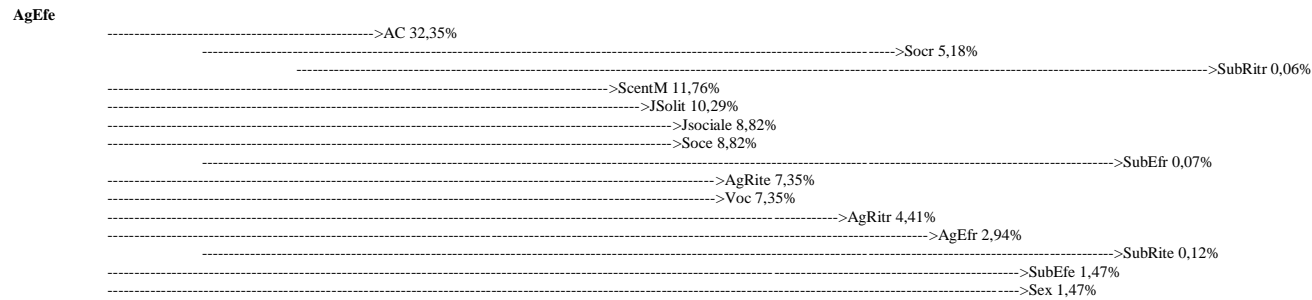 AgEfe
-------------------------------------------------->AC 32,35%
----------------------------------------------------------------------------------------------------------------------------------->Socr 5,18%
---------------------------------------------------------------------------------------------------------------------------------------------------------------------------->SubRitr 0,06%
----------------------------------------------------------------------------------------------->ScentM 11,76%
----------------------------------------------------------------------------------------------------->JSolit 10,29%
----------------------------------------------------------------------------------------------------------->Jsociale 8,82%
----------------------------------------------------------------------------------------------------------->Soce 8,82%
---------------------------------------------------------------------------------------------------------------------------------------------------------------------------->SubEfr 0,07%
------------------------------------------------------------------------------------------------------------------->AgRite 7,35%
------------------------------------------------------------------------------------------------------------------->Voc 7,35%
------------------------------------------------------------------------------------------------------------------------------------------>AgRitr 4,41%
----------------------------------------------------------------------------------------------------------------------------------------------------------->AgEfr 2,94%
---------------------------------------------------------------------------------------------------------------------------------------------------------------------------->SubRite 0,12%
---------------------------------------------------------------------------------------------------------------------------------------------------------------------------->SubEfe 1,47%
---------------------------------------------------------------------------------------------------------------------------------------------------------------------------->Sex 1,47%